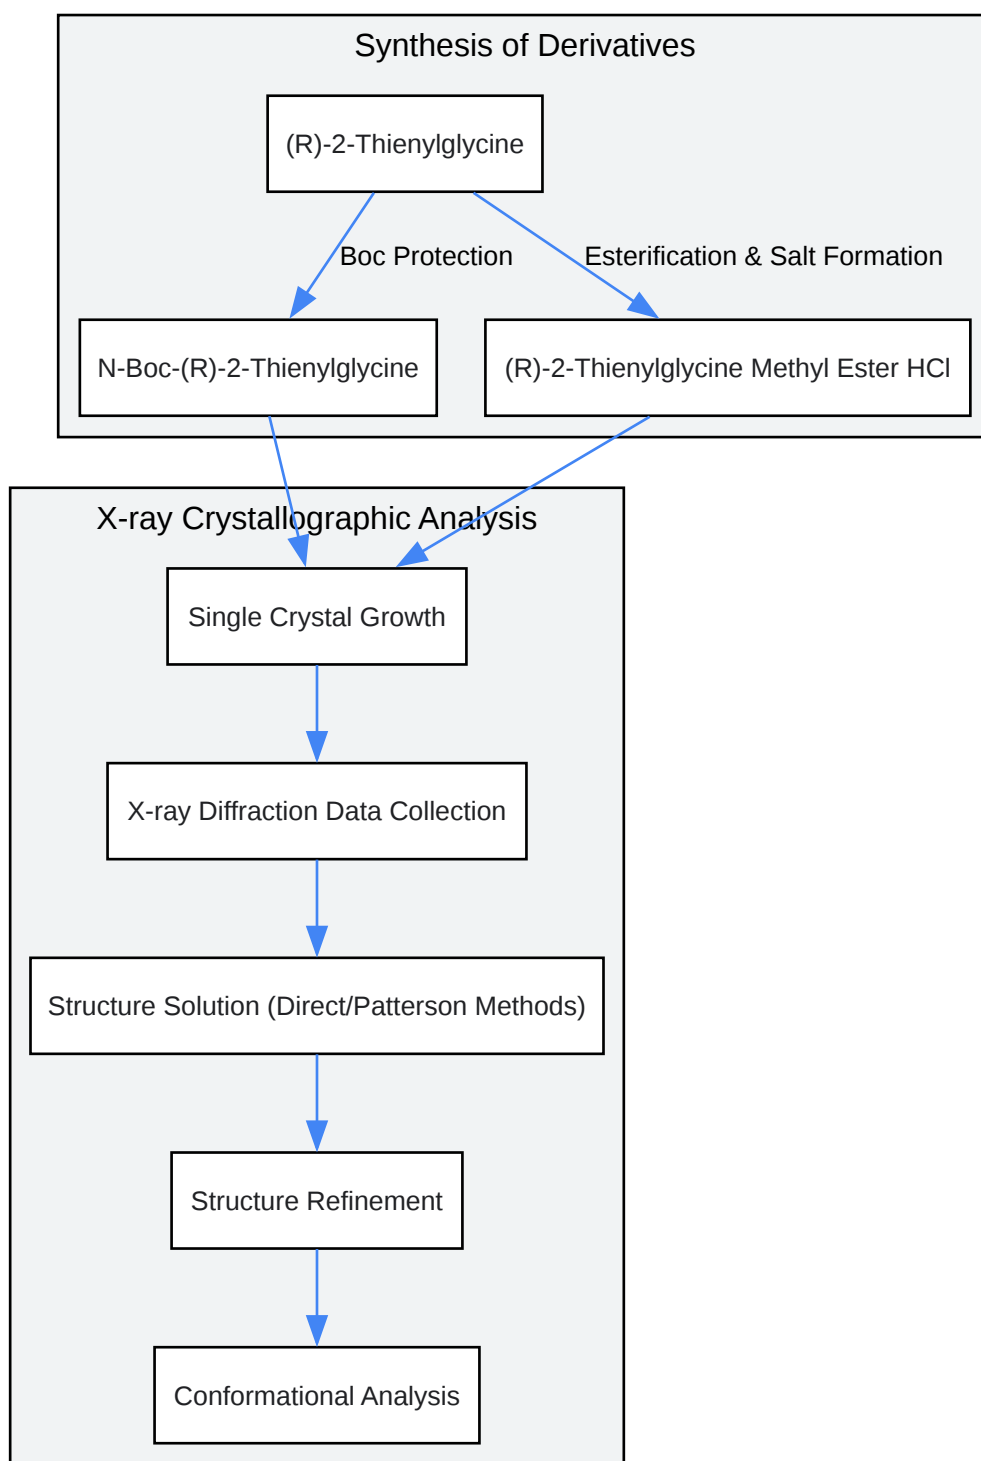 Synthesis of Derivatives
(R)-2-Thienylglycine
Boc Protection
Esterification & Salt Formation
N-Boc-(R)-2-Thienylglycine
(R)-2-Thienylglycine Methyl Ester HCl
X-ray Crystallographic Analysis
Single Crystal Growth
X-ray Diffraction Data Collection
Structure Solution (Direct/Patterson Methods)
Structure Refinement
Conformational Analysis